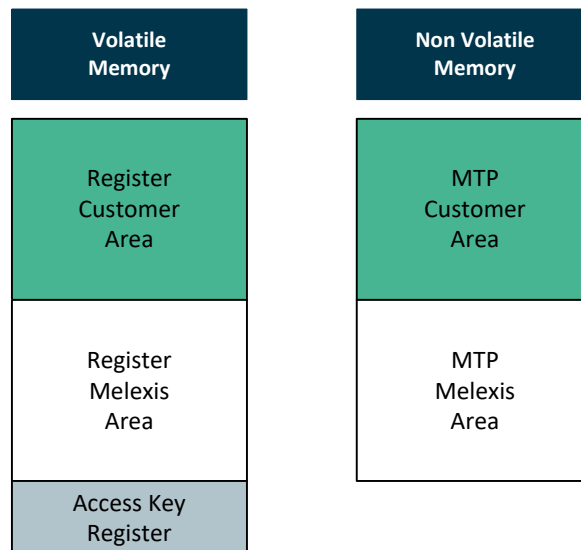 Volatile
Memory
Non Volatile
Memory
Register
Customer
Area
MTP
Customer
Area
Register
Melexis
Area
MTP
Melexis
Area
Access Key
Register